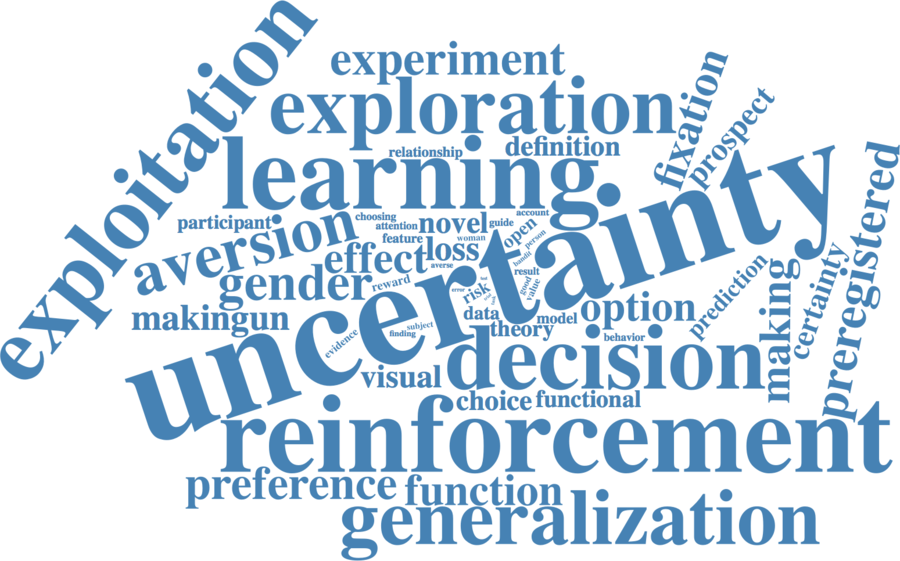 exploitation
experiment
exploration
fixation
prospect
learning
relationship
definition
uncertainty
preregistered
participant
choosing
attention
novel
guide
account
aversion
feature
woman
open
person
effect
loss
averse
bandit
result
gender
reward
error
risk
good
value
option
prediction
making
certainty
makingun
data
model
theory
evidence
subject
finding
behavior
visual
decision
choice
functional
reinforcement
preference
function
generalization